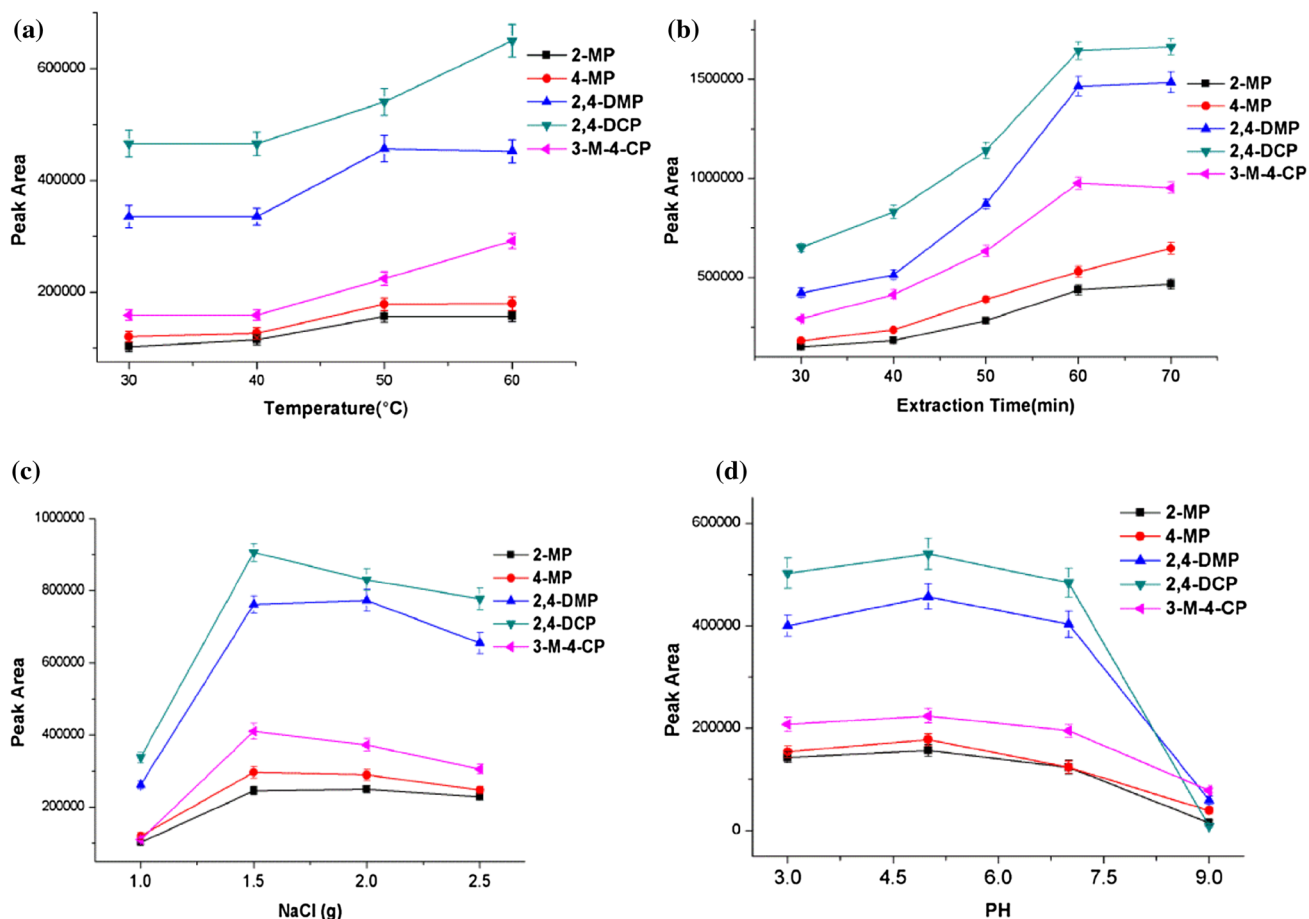 (a)
Peak Area
600000
400000
200000
30
40
50
60
Temperature(°C)
2-MP
4-MP
2,4-DMP
2,4-DCP
3-M-4-CP
(b)
Peak Area
1500000
1000000
500000
30
40
50
60
70
Extraction Time(min)
2-MP
4-MP
2,4-DMP
2,4-DCP
3-M-4-CP
(c)
Peak Area
1000000
800000
600000
400000
200000
1.0
1.5
2.0
2.5
NaCl (g)
2-MP
4-MP
2,4-DMP
2,4-DCP
3-M-4-CP
(d)
Peak Area
600000
400000
200000
0
3.0
4.5
6.0
7.5
9.0
PH
2-MP
4-MP
2,4-DMP
2,4-DCP
3-M-4-CP